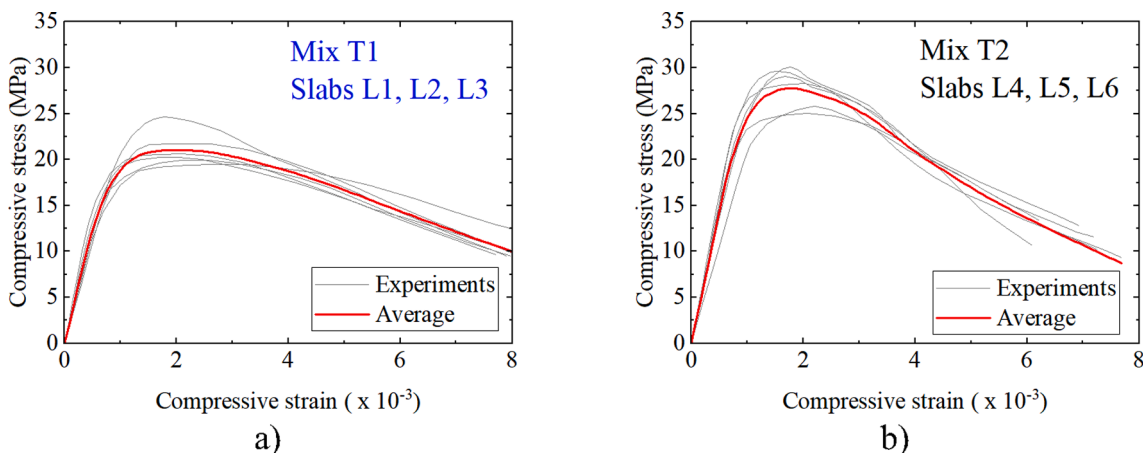 35
30
25
20
15
10
5
0
Compressive stress (MPa)
Mix T1
Slabs L1, L2, L3
Experiments
Average
0 2 4 6 8
Compressive strain ( x 10⁻³)
a)
35
30
25
20
15
10
5
0
Compressive stress (MPa)
Mix T2
Slabs L4, L5, L6
Experiments
Average
0 2 4 6 8
Compressive strain ( x 10⁻³)
b)